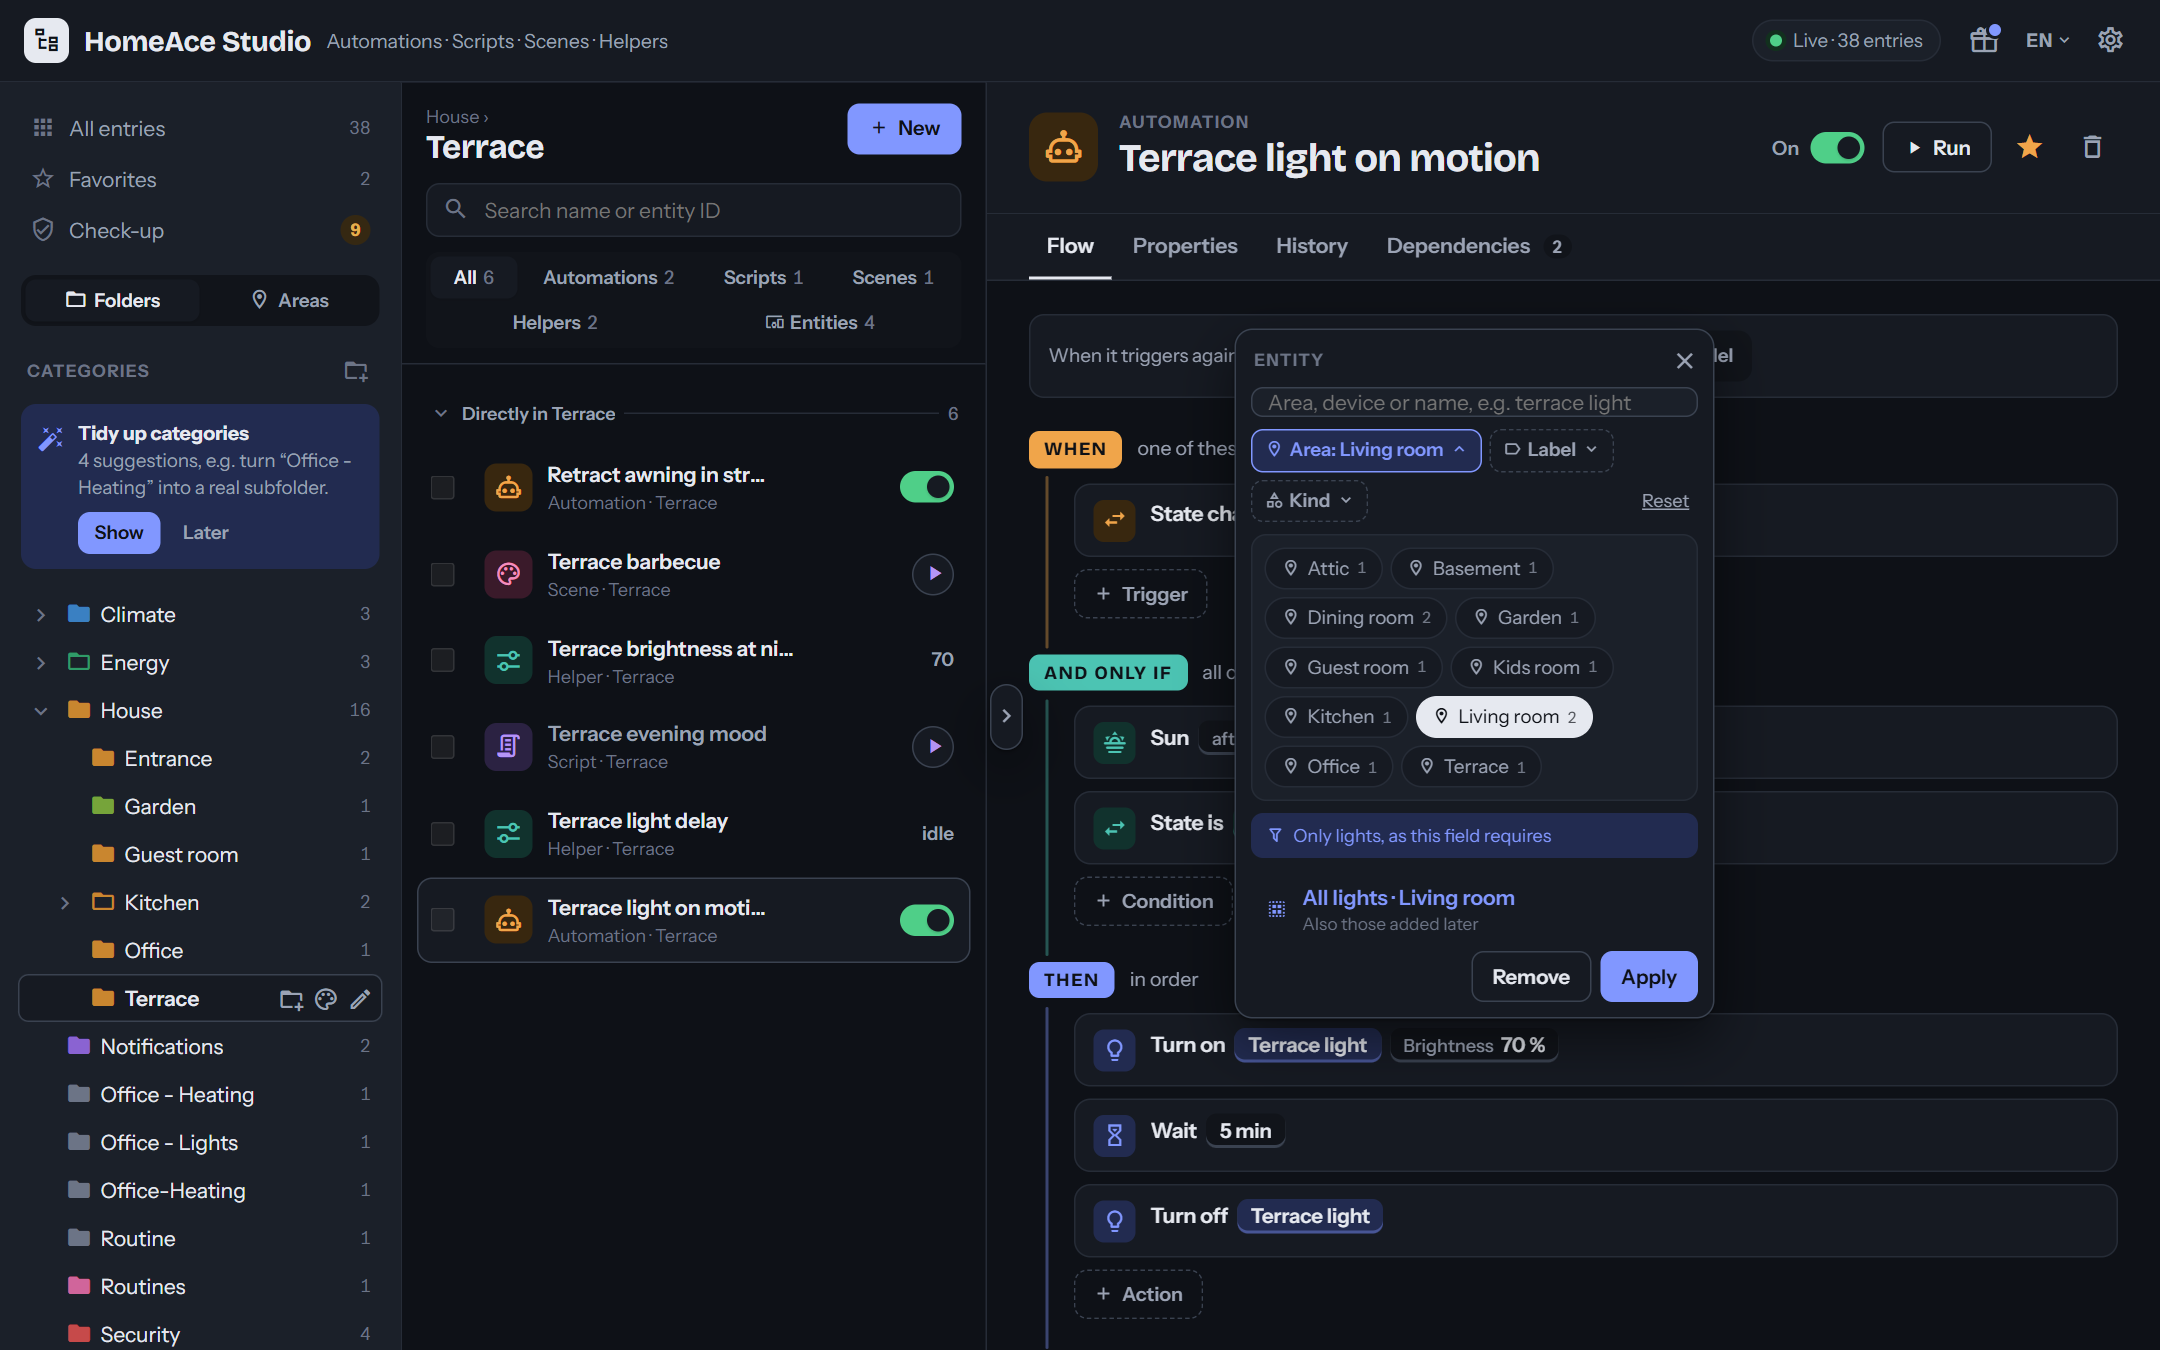 HomeAce Studio Automations · Scripts · Scenes · Helpers
Live · 38 entries
EN
All entries 38
Favorites 2
Check-up 9
Folders Areas
CATEGORIES
Tidy up categories
4 suggestions, e.g. turn “Office -
Heating” into a real subfolder.
Show Later
Climate 3
Energy 3
House 16
Entrance 2
Garden 1
Guest room 1
Kitchen 2
Office 1
Terrace
Notifications 2
Office - Heating 1
Office - Lights 1
Office-Heating 1
Routine 1
Routines 1
Security 4
House ›
Terrace
+ New
Search name or entity ID
All 6 Automations 2 Scripts 1 Scenes 1
Helpers 2 Entities 4
Directly in Terrace 6
Retract awning in str...
Automation · Terrace
Terrace barbecue
Scene · Terrace
Terrace brightness at ni...
Helper · Terrace
70
Terrace evening mood
Script · Terrace
Terrace light delay
Helper · Terrace
idle
Terrace light on moti...
Automation · Terrace
AUTOMATION
Terrace light on motion
On Run
Flow Properties History Dependencies 2
When it triggers again
lel
WHEN one of thes
State cha
+ Trigger
AND ONLY IF all c
Sun aft
State is
+ Condition
THEN in order
Turn on Terrace light Brightness 70 %
Wait 5 min
Turn off Terrace light
+ Action
ENTITY
Area, device or name, e.g. terrace light
Area: Living room Label
Kind Reset
Attic 1 Basement 1
Dining room 2 Garden 1
Guest room 1 Kids room 1
Kitchen 1 Living room 2
Office 1 Terrace 1
Only lights, as this field requires
All lights · Living room
Also those added later
Remove Apply